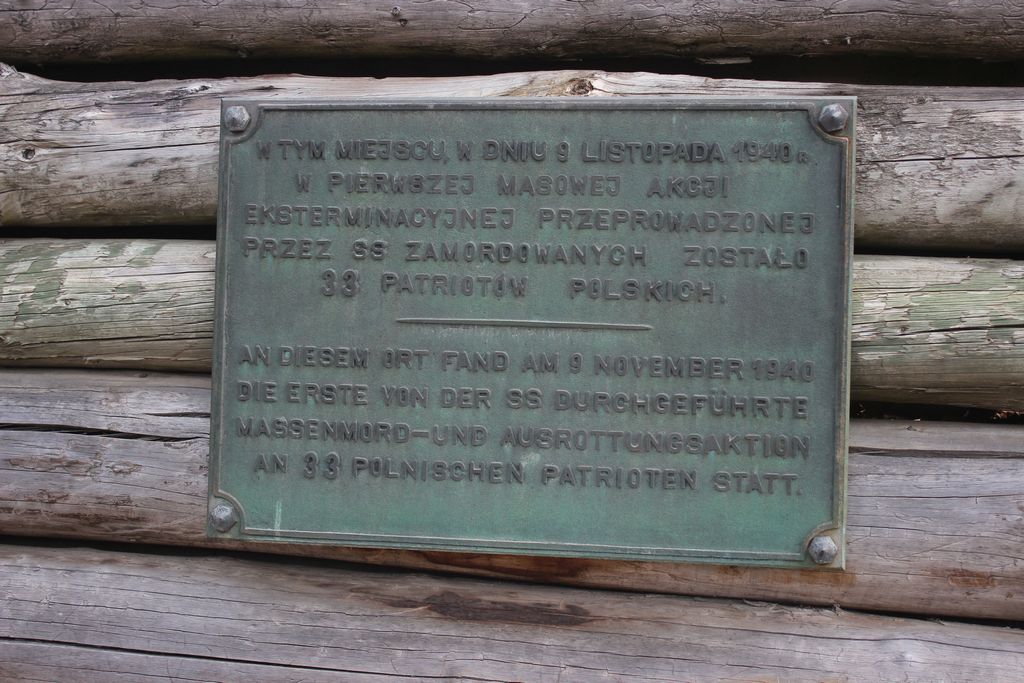 W TYM MIEJSCU, W DNIU 9 LISTOPADA 1940 R.
W PIERWSZEJ MASOWEJ AKCJI
EKSTERMINACYJNEJ PRZEPROWADZONEJ
PRZEZ SS ZAMORDOWANYCH ZOSTAŁO
33 PATRIOTÓW POLSKICH.
AN DIESEM ORT FAND AM 9 NOVEMBER 1940
DIE ERSTE VON DER SS DURCHGEFÜHRTE
MASSENMORD-UND AUSROTTUNGSAKTION
AN 33 POLNISCHEN PATRIOTEN STATT.